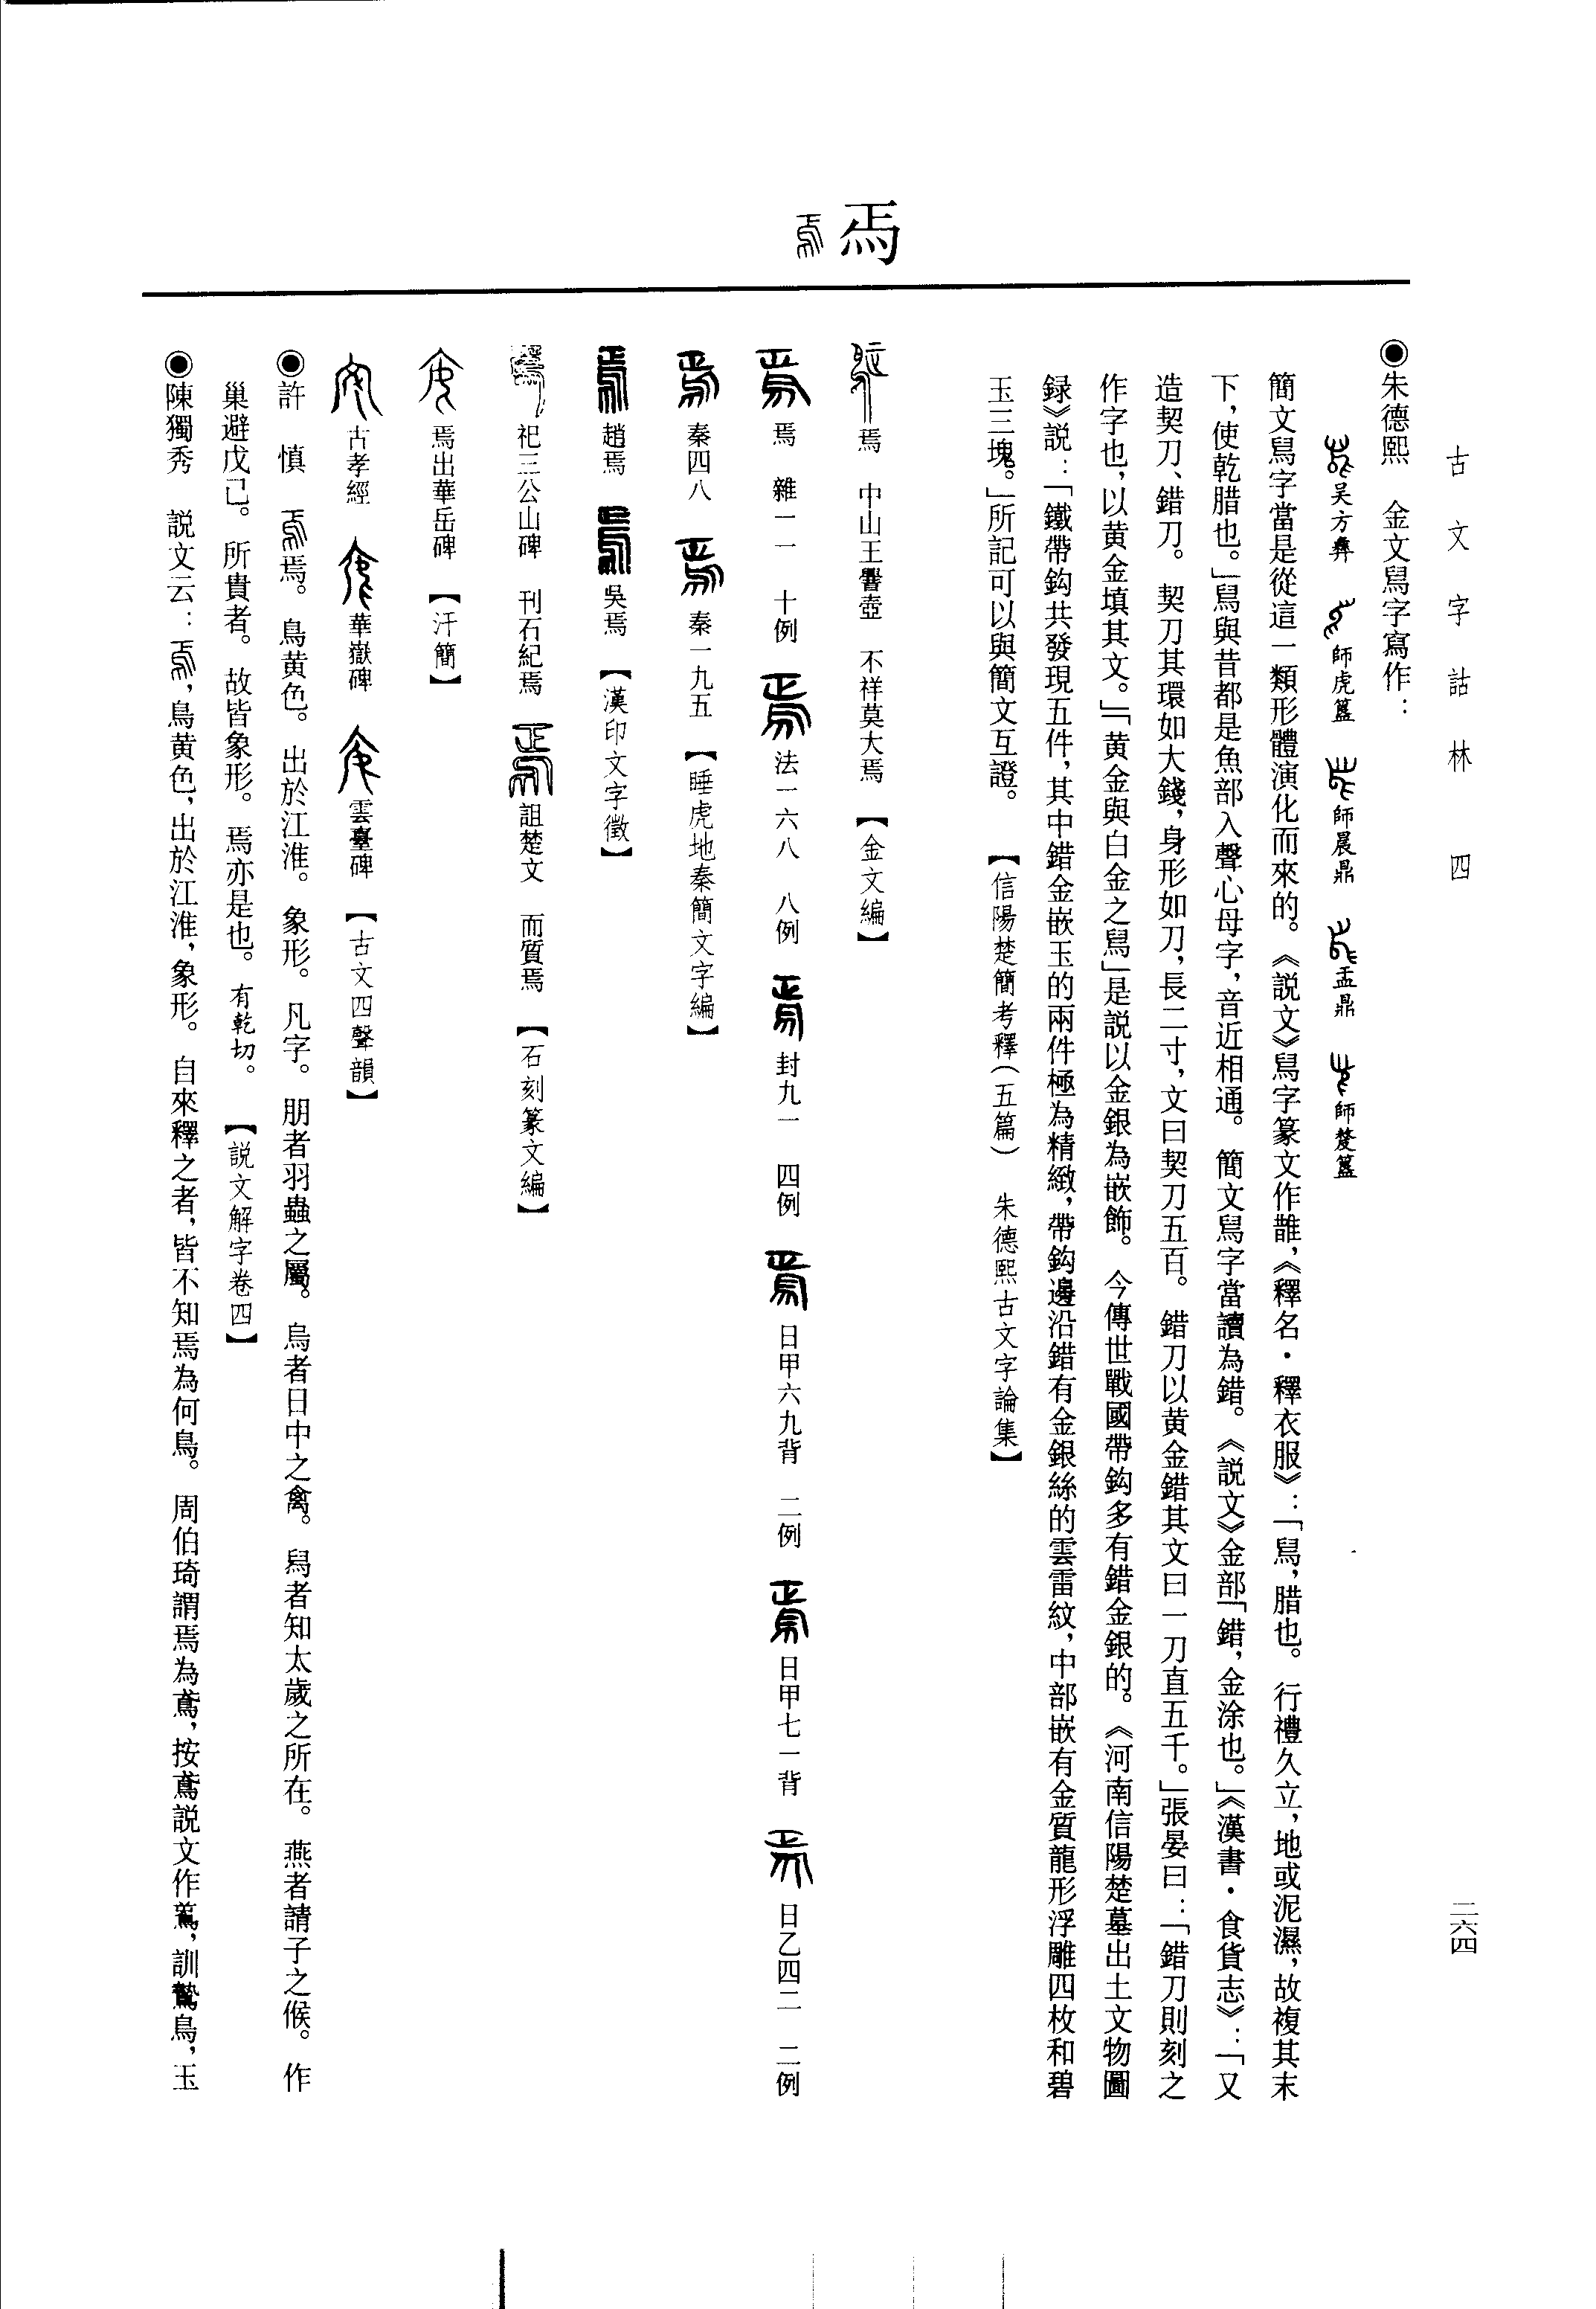 古文字詁林 四
二六四
焉
◉朱德熙 金文舃字寫作：
吴方彝 師虎簋 師晨鼎 盂鼎 師嫠簋
簡文舃字當是從這一類形體演化而來的。《説文》舃字篆文作䧿，《釋名・釋衣服》：「舃，腊也。行禮久立，地或泥濕，故複其末
下，使乾腊也。」舃與昔都是魚部入聲心母字，音近相通。簡文舃字當讀為錯。《説文》金部「錯，金涂也。」《漢書・食貨志》：「又
造契刀、錯刀。契刀其環如大錢，身形如刀，長二寸，文曰契刀五百。錯刀以黄金錯其文曰一刀直五千。」張晏曰：「錯刀則刻之
作字也，以黄金填其文。」「黄金與白金之舃」是説以金銀為嵌飾。今傳世戰國帶鈎多有錯金銀的。《河南信陽楚墓出土文物圖
録》説：「鐵帶鈎共發現五件，其中錯金嵌玉的兩件極為精緻，帶鈎邊沿錯有金銀絲的雲雷紋，中部嵌有金質龍形浮雕四枚和碧
玉三塊。」所記可以與簡文互證。 【信陽楚簡考釋（五篇） 朱德熙古文字論集】
焉 中山王䜮壺 不祥莫大焉 【金文編】
焉 雜一一 十例 法一六八 八例 封九一 四例 日甲六九背 二例 日甲七一背 日乙四二 二例
秦四八 秦一九五 【睡虎地秦簡文字編】
趙焉 吳焉 【漢印文字徵】
祀三公山碑 刊石紀焉 詛楚文 而質焉 【石刻篆文編】
焉出華岳碑 【汗簡】
古孝經 華嶽碑 雲臺碑 【古文四聲韻】
◉許 慎 焉。鳥黄色。出於江淮。象形。凡字。朋者羽蟲之屬。烏者日中之禽。舃者知太歲之所在。燕者請子之候。作
巢避戊己。所貴者。故皆象形。焉亦是也。有乾切。 【説文解字卷四】
◉陳獨秀 説文云：焉，鳥黄色，出於江淮，象形。自來釋之者，皆不知焉為何鳥。周伯琦謂焉為鳶，按鳶説文作䳒，訓鷙鳥，玉